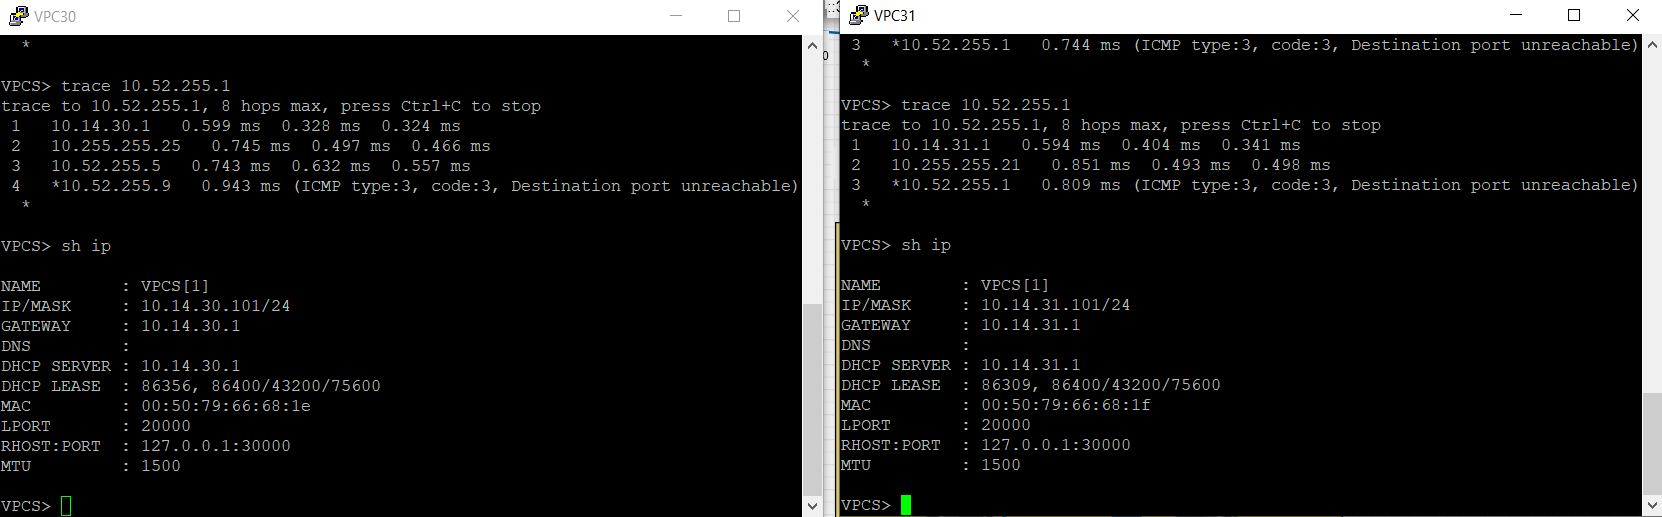 VPC30
*
VPCS> trace 10.52.255.1
trace to 10.52.255.1, 8 hops max, press Ctrl+C to stop
1   10.14.30.1   0.599 ms  0.328 ms  0.324 ms
2   10.255.255.25   0.745 ms  0.497 ms  0.466 ms
3   10.52.255.5   0.743 ms  0.632 ms  0.557 ms
4   *10.52.255.9   0.943 ms (ICMP type:3, code:3, Destination port unreachable)
*
VPCS> sh ip
NAME        : VPCS[1]
IP/MASK     : 10.14.30.101/24
GATEWAY     : 10.14.30.1
DNS         :
DHCP SERVER : 10.14.30.1
DHCP LEASE  : 86356, 86400/43200/75600
MAC         : 00:50:79:66:68:1e
LPORT       : 20000
RHOST:PORT  : 127.0.0.1:30000
MTU         : 1500
VPCS>
VPC31
3   *10.52.255.1   0.744 ms (ICMP type:3, code:3, Destination port unreachable)
*
VPCS> trace 10.52.255.1
trace to 10.52.255.1, 8 hops max, press Ctrl+C to stop
1   10.14.31.1   0.594 ms  0.404 ms  0.341 ms
2   10.255.255.21   0.851 ms  0.493 ms  0.498 ms
3   *10.52.255.1   0.809 ms (ICMP type:3, code:3, Destination port unreachable)
*
VPCS> sh ip
NAME        : VPCS[1]
IP/MASK     : 10.14.31.101/24
GATEWAY     : 10.14.31.1
DNS         :
DHCP SERVER : 10.14.31.1
DHCP LEASE  : 86309, 86400/43200/75600
MAC         : 00:50:79:66:68:1f
LPORT       : 20000
RHOST:PORT  : 127.0.0.1:30000
MTU         : 1500
VPCS>